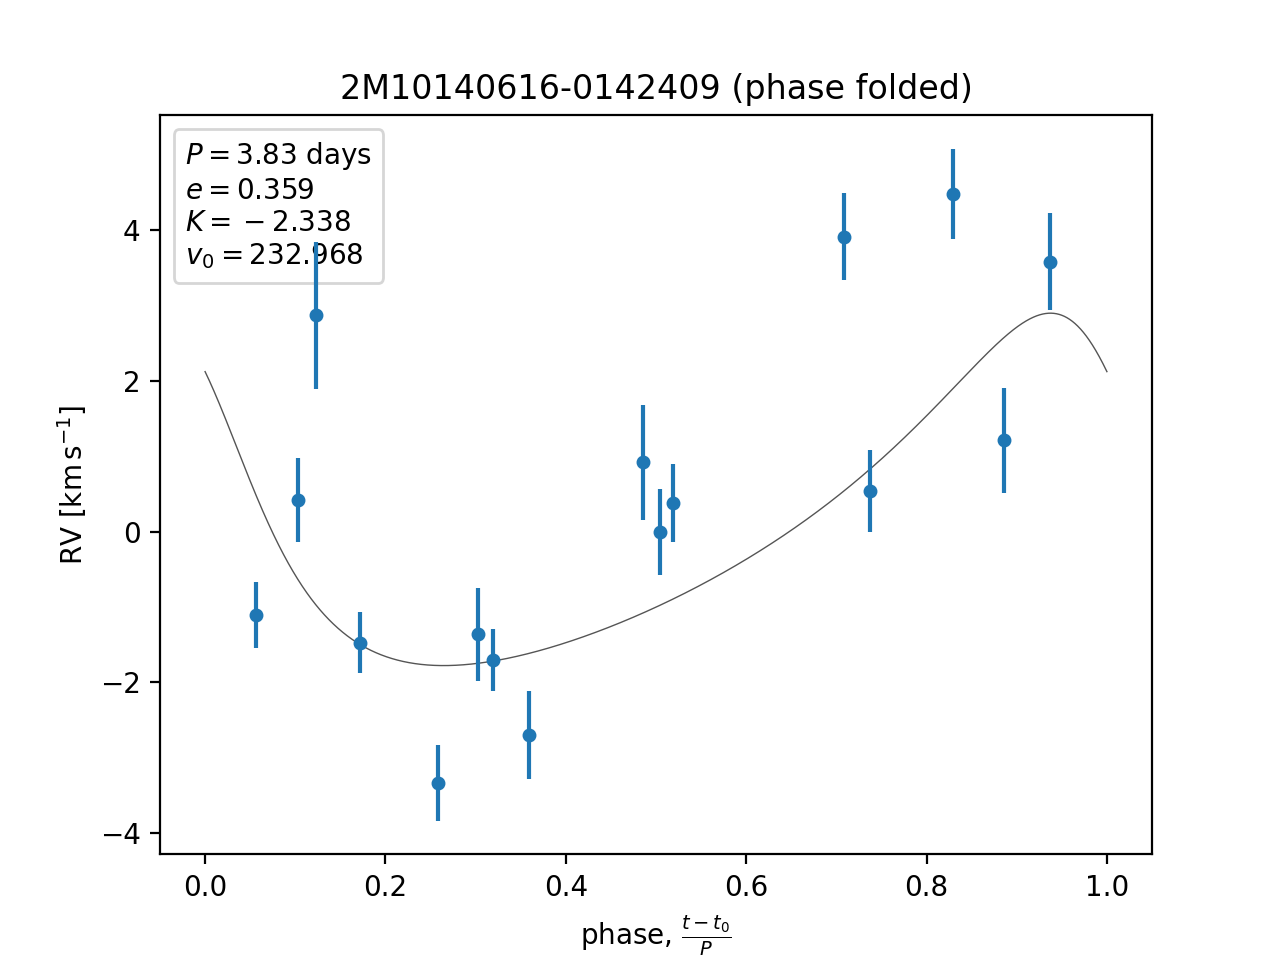 2M10140616-0142409 (phase folded)
P = 3.83 days
e = 0.359
K = −2.338
v₀ = 232.968
4
2
0
−2
−4
RV [km s⁻¹]
0.0 0.2 0.4 0.6 0.8 1.0
phase, (t − t₀)/P